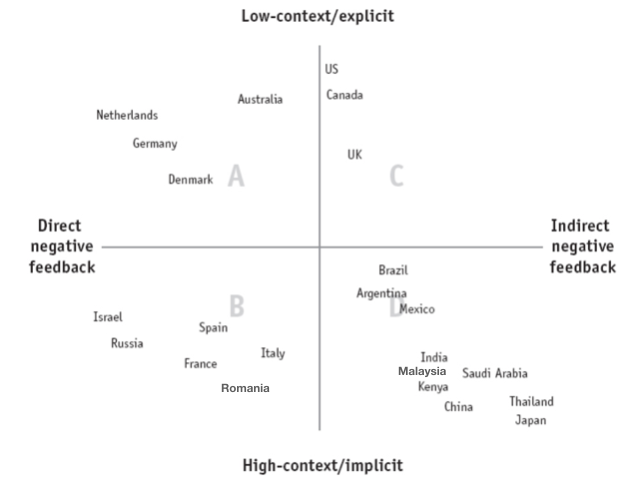 Low-context/explicit
US
Canada
Australia
Netherlands
Germany
UK
Denmark
A
C
Direct
negative
feedback
Indirect
negative
feedback
Brazil
Argentina
B
D
Mexico
Israel
Spain
Russia
Italy
France
India
Malaysia
Saudi Arabia
Romania
Kenya
Thailand
China
Japan
High-context/implicit